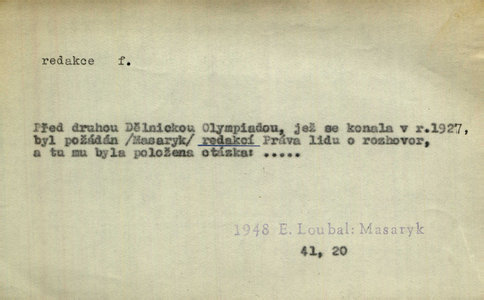 redakce f.
Před druhou Dělnickou Olympiadou, jež se konala v r.1927,
byl požádán /Masaryk/ redakcí Práva lidu o rozhovor,
a tu mu byla položena otázka: .....
1948 E. Loubal: Masaryk
41, 20